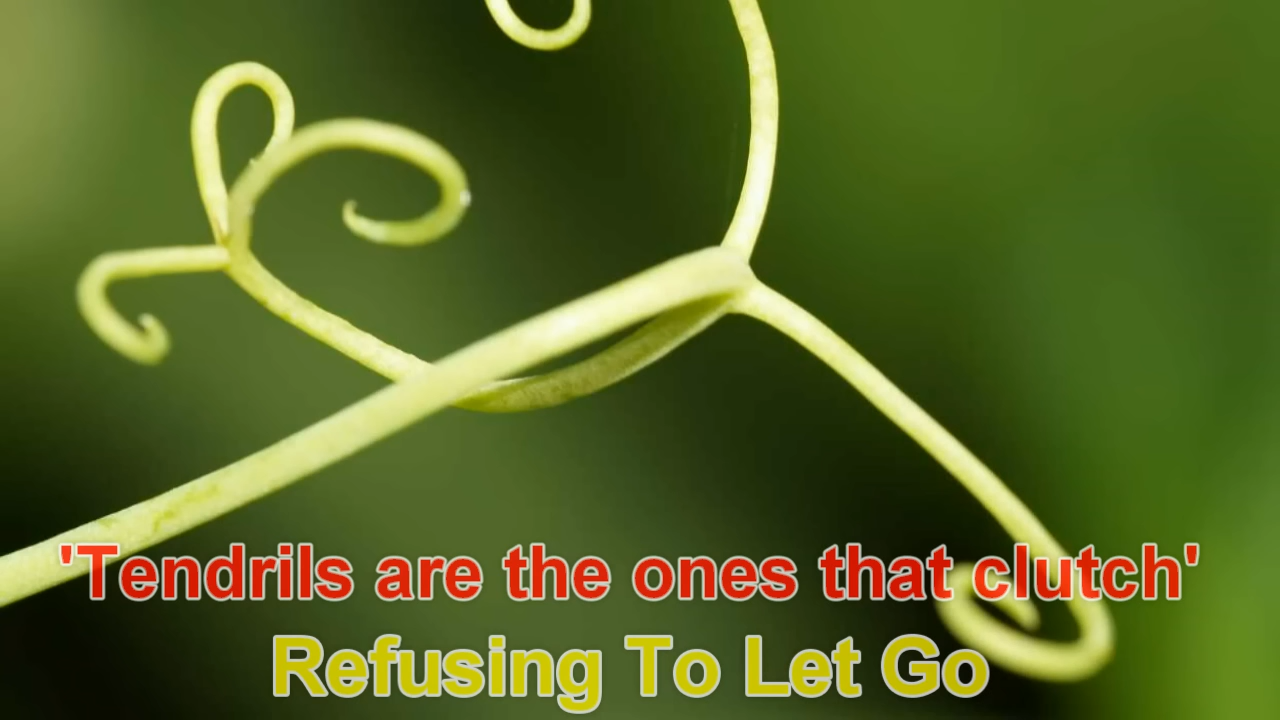 'Tendrils are the ones that clutch'
Refusing To Let Go